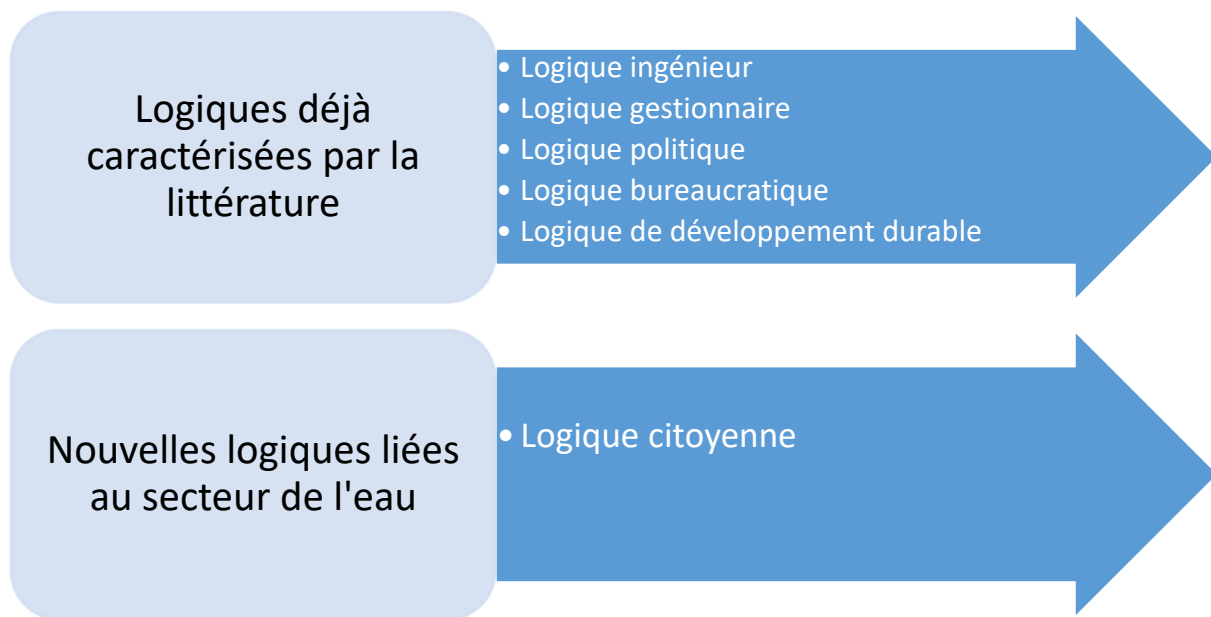 Logiques déjà
caractérisées par la
littérature
• Logique ingénieur
• Logique gestionnaire
• Logique politique
• Logique bureaucratique
• Logique de développement durable
Nouvelles logiques liées
au secteur de l'eau
• Logique citoyenne